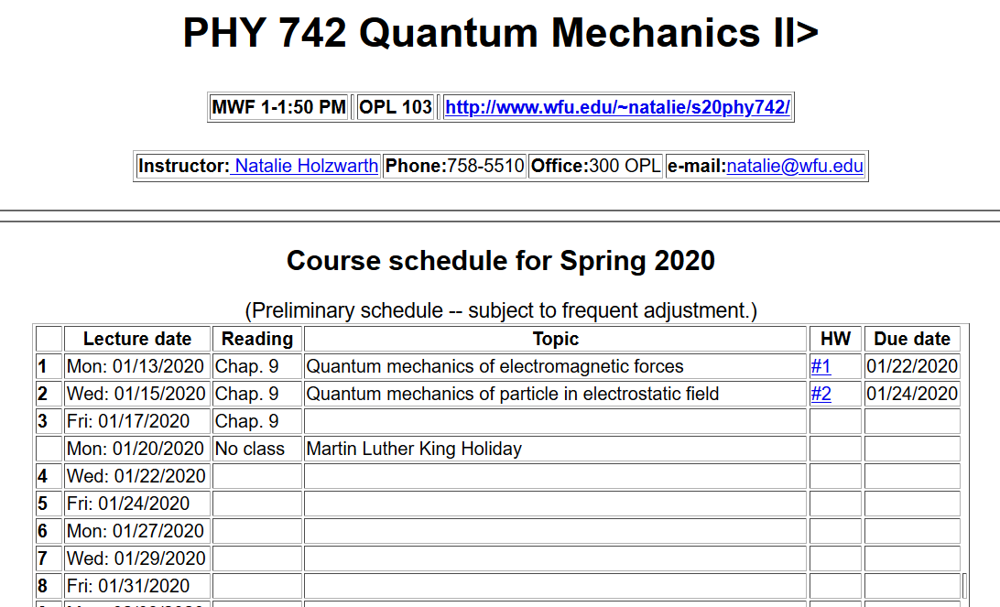 PHY 742 Quantum Mechanics II>
MWF 1-1:50 PM OPL 103 http://www.wfu.edu/~natalie/s20phy742/
Instructor: Natalie Holzwarth Phone:758-5510 Office:300 OPL e-mail:natalie@wfu.edu
Course schedule for Spring 2020
(Preliminary schedule -- subject to frequent adjustment.)
Lecture date Reading Topic HW Due date
1 Mon: 01/13/2020 Chap. 9 Quantum mechanics of electromagnetic forces #1 01/22/2020
2 Wed: 01/15/2020 Chap. 9 Quantum mechanics of particle in electrostatic field #2 01/24/2020
3 Fri: 01/17/2020 Chap. 9
Mon: 01/20/2020 No class Martin Luther King Holiday
4 Wed: 01/22/2020
5 Fri: 01/24/2020
6 Mon: 01/27/2020
7 Wed: 01/29/2020
8 Fri: 01/31/2020